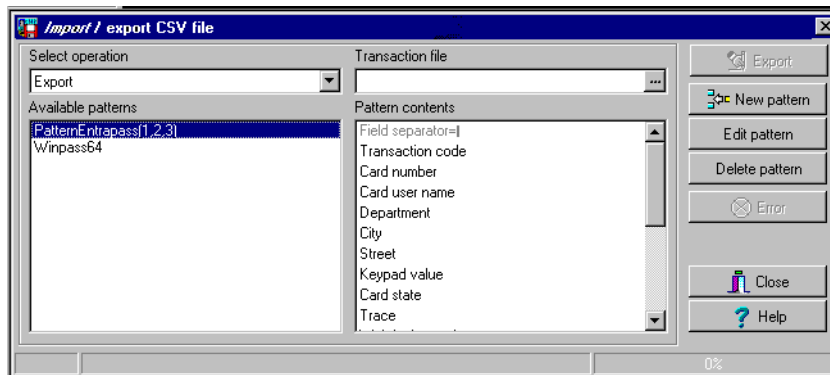 Import / export CSV file
Select operation
Export
Transaction file
Available patterns
PatternEntrapass(1,2,3)
Winpass64
Pattern contents
Field separator=|
Transaction code
Card number
Card user name
Department
City
Street
Keypad value
Card state
Trace
Export
New pattern
Edit pattern
Delete pattern
Error
Close
Help
0%